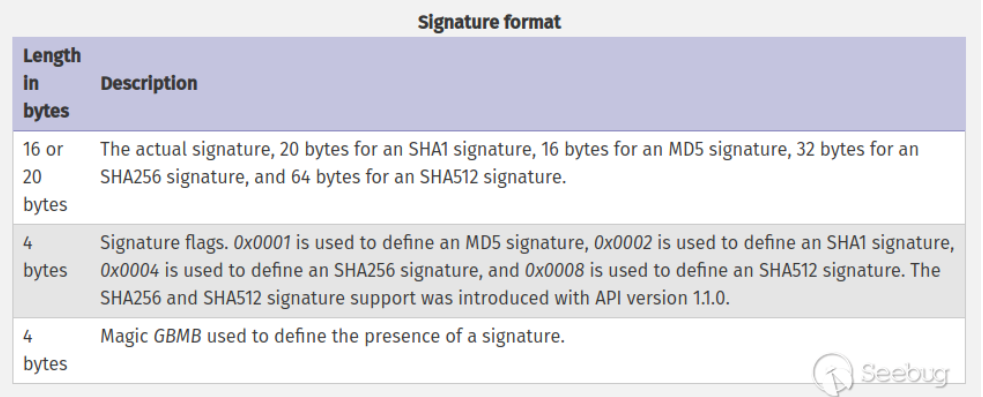 Signature format
Length
in
bytes
Description
16 or
20
bytes
The actual signature, 20 bytes for an SHA1 signature, 16 bytes for an MD5 signature, 32 bytes for an
SHA256 signature, and 64 bytes for an SHA512 signature.
4
bytes
Signature flags. 0x0001 is used to define an MD5 signature, 0x0002 is used to define an SHA1 signature,
0x0004 is used to define an SHA256 signature, and 0x0008 is used to define an SHA512 signature. The
SHA256 and SHA512 signature support was introduced with API version 1.1.0.
4
bytes
Magic GBMB used to define the presence of a signature.
Seebug